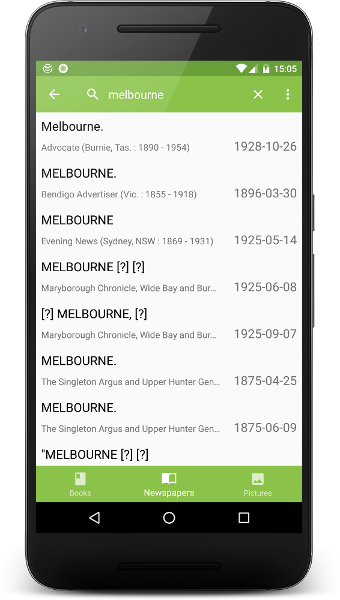 15:05
melbourne
Melbourne.
Advocate (Burnie, Tas. : 1890 - 1954) 1928-10-26
MELBOURNE.
Bendigo Advertiser (Vic. : 1855 - 1918) 1896-03-30
MELBOURNE
Evening News (Sydney, NSW : 1869 - 1931) 1925-05-14
MELBOURNE [?] [?]
Maryborough Chronicle, Wide Bay and Bur... 1925-06-08
[?] MELBOURNE, [?]
Maryborough Chronicle, Wide Bay and Bur... 1925-09-07
MELBOURNE.
The Singleton Argus and Upper Hunter Gen... 1875-04-25
MELBOURNE.
The Singleton Argus and Upper Hunter Gen... 1875-06-09
"MELBOURNE [?] [?]
Books Newspapers Pictures